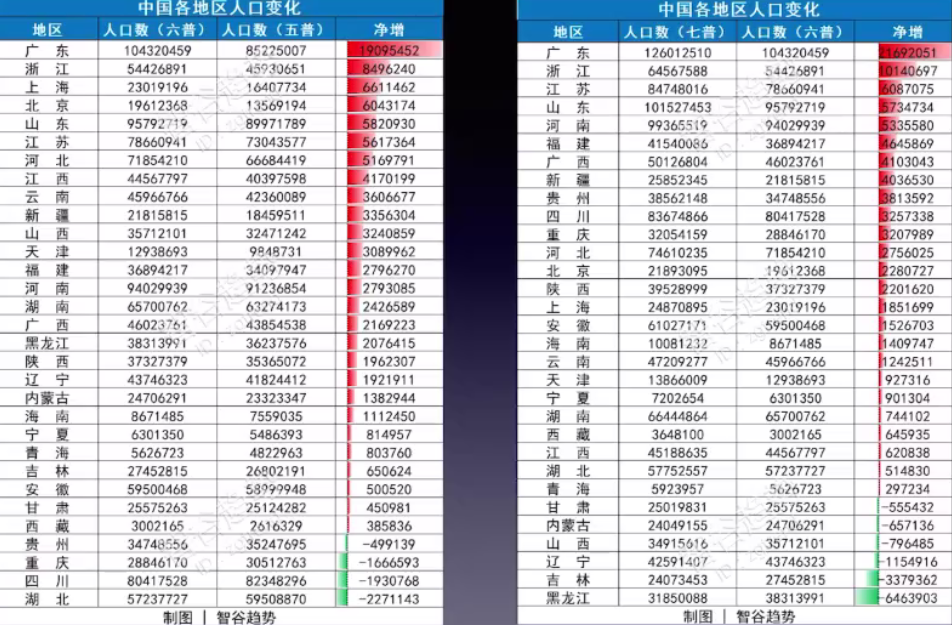 中国各地区人口变化
地区 人口数（六普） 人口数（五普） 净增
广东 104320459 85225007 19095452
浙江 54426891 45930651 8496240
上海 23019196 16407734 6611462
北京 19612368 13569194 6043174
山东 95792719 89971789 5820930
江苏 78660941 73043577 5617364
河北 71854210 66684419 5169791
江西 44567797 40397598 4170199
云南 45966766 42360089 3606677
新疆 21815815 18459511 3356304
山西 35712101 32471242 3240859
天津 12938693 9848731 3089962
福建 36894217 34097947 2796270
河南 94029939 91236854 2793085
湖南 65700762 63274173 2426589
广西 46023761 43854538 2169223
黑龙江 38313991 36237576 2076415
陕西 37327379 35365072 1962307
辽宁 43746323 41824412 1921911
内蒙古 24706291 23323347 1382944
海南 8671485 7559035 1112450
宁夏 6301350 5486393 814957
青海 5626723 4822963 803760
吉林 27452815 26802191 650624
安徽 59500468 58999948 500520
甘肃 25575263 25124282 450981
西藏 3002165 2616329 385836
贵州 34748556 35247695 -499139
重庆 28846170 30512763 -1666593
四川 80417528 82348296 -1930768
湖北 57237727 59508870 -2271143
制图 | 智谷趋势
中国各地区人口变化
地区 人口数（七普） 人口数（六普） 净增
广东 126012510 104320459 21692051
浙江 64567588 54426891 10140697
江苏 84748016 78660941 6087075
山东 101527453 95792719 5734734
河南 99365519 94029939 5335580
福建 41540086 36894217 4645869
广西 50126804 46023761 4103043
新疆 25852345 21815815 4036530
贵州 38562148 34748556 3813592
四川 83674866 80417528 3257338
重庆 32054159 28846170 3207989
河北 74610235 71854210 2756025
北京 21893095 19612368 2280727
陕西 39528999 37327379 2201620
上海 24870895 23019196 1851699
安徽 61027171 59500468 1526703
海南 10081232 8671485 1409747
云南 47209277 45966766 1242511
天津 13866009 12938693 927316
宁夏 7202654 6301350 901304
湖南 66444864 65700762 744102
西藏 3648100 3002165 645935
江西 45188635 44567797 620838
湖北 57752557 57237727 514830
青海 5923957 5626723 297234
甘肃 25019831 25575263 -555432
内蒙古 24049155 24706291 -657136
山西 34915616 35712101 -796485
辽宁 42591407 43746323 -1154916
吉林 24073453 27452815 -3379362
黑龙江 31850088 38313991 -6463903
制图 | 智谷趋势